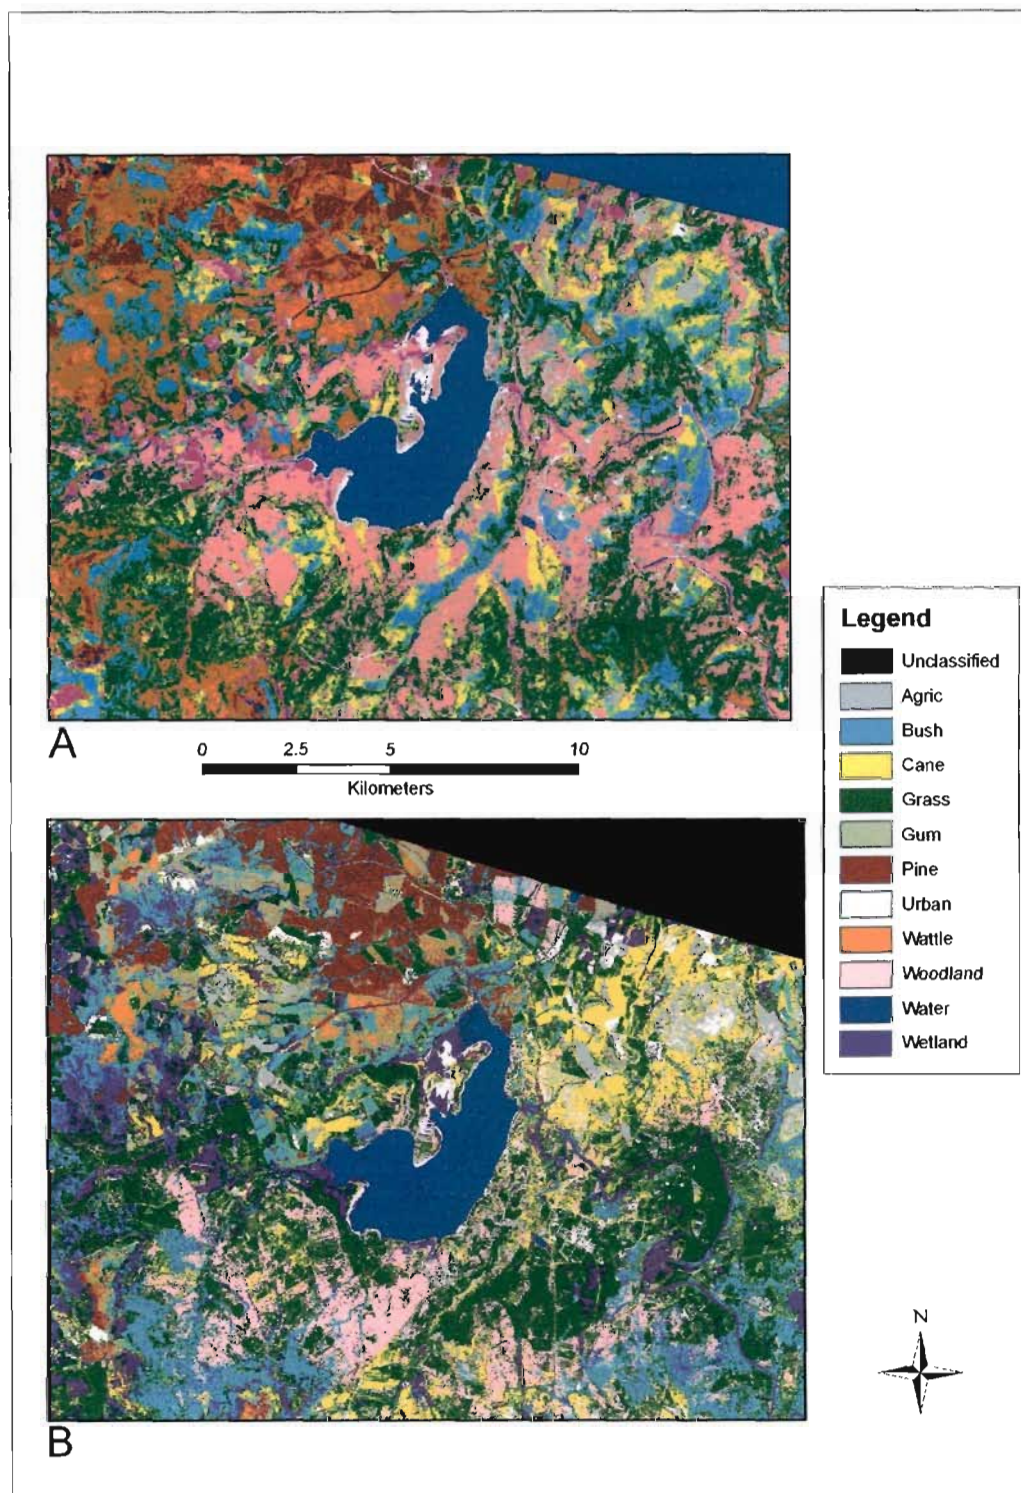 A
0 2.5 5 10
Kilometers
B
Legend
Unclassified
Agric
Bush
Cane
Grass
Gum
Pine
Urban
Wattle
Woodland
Water
Wetland
N